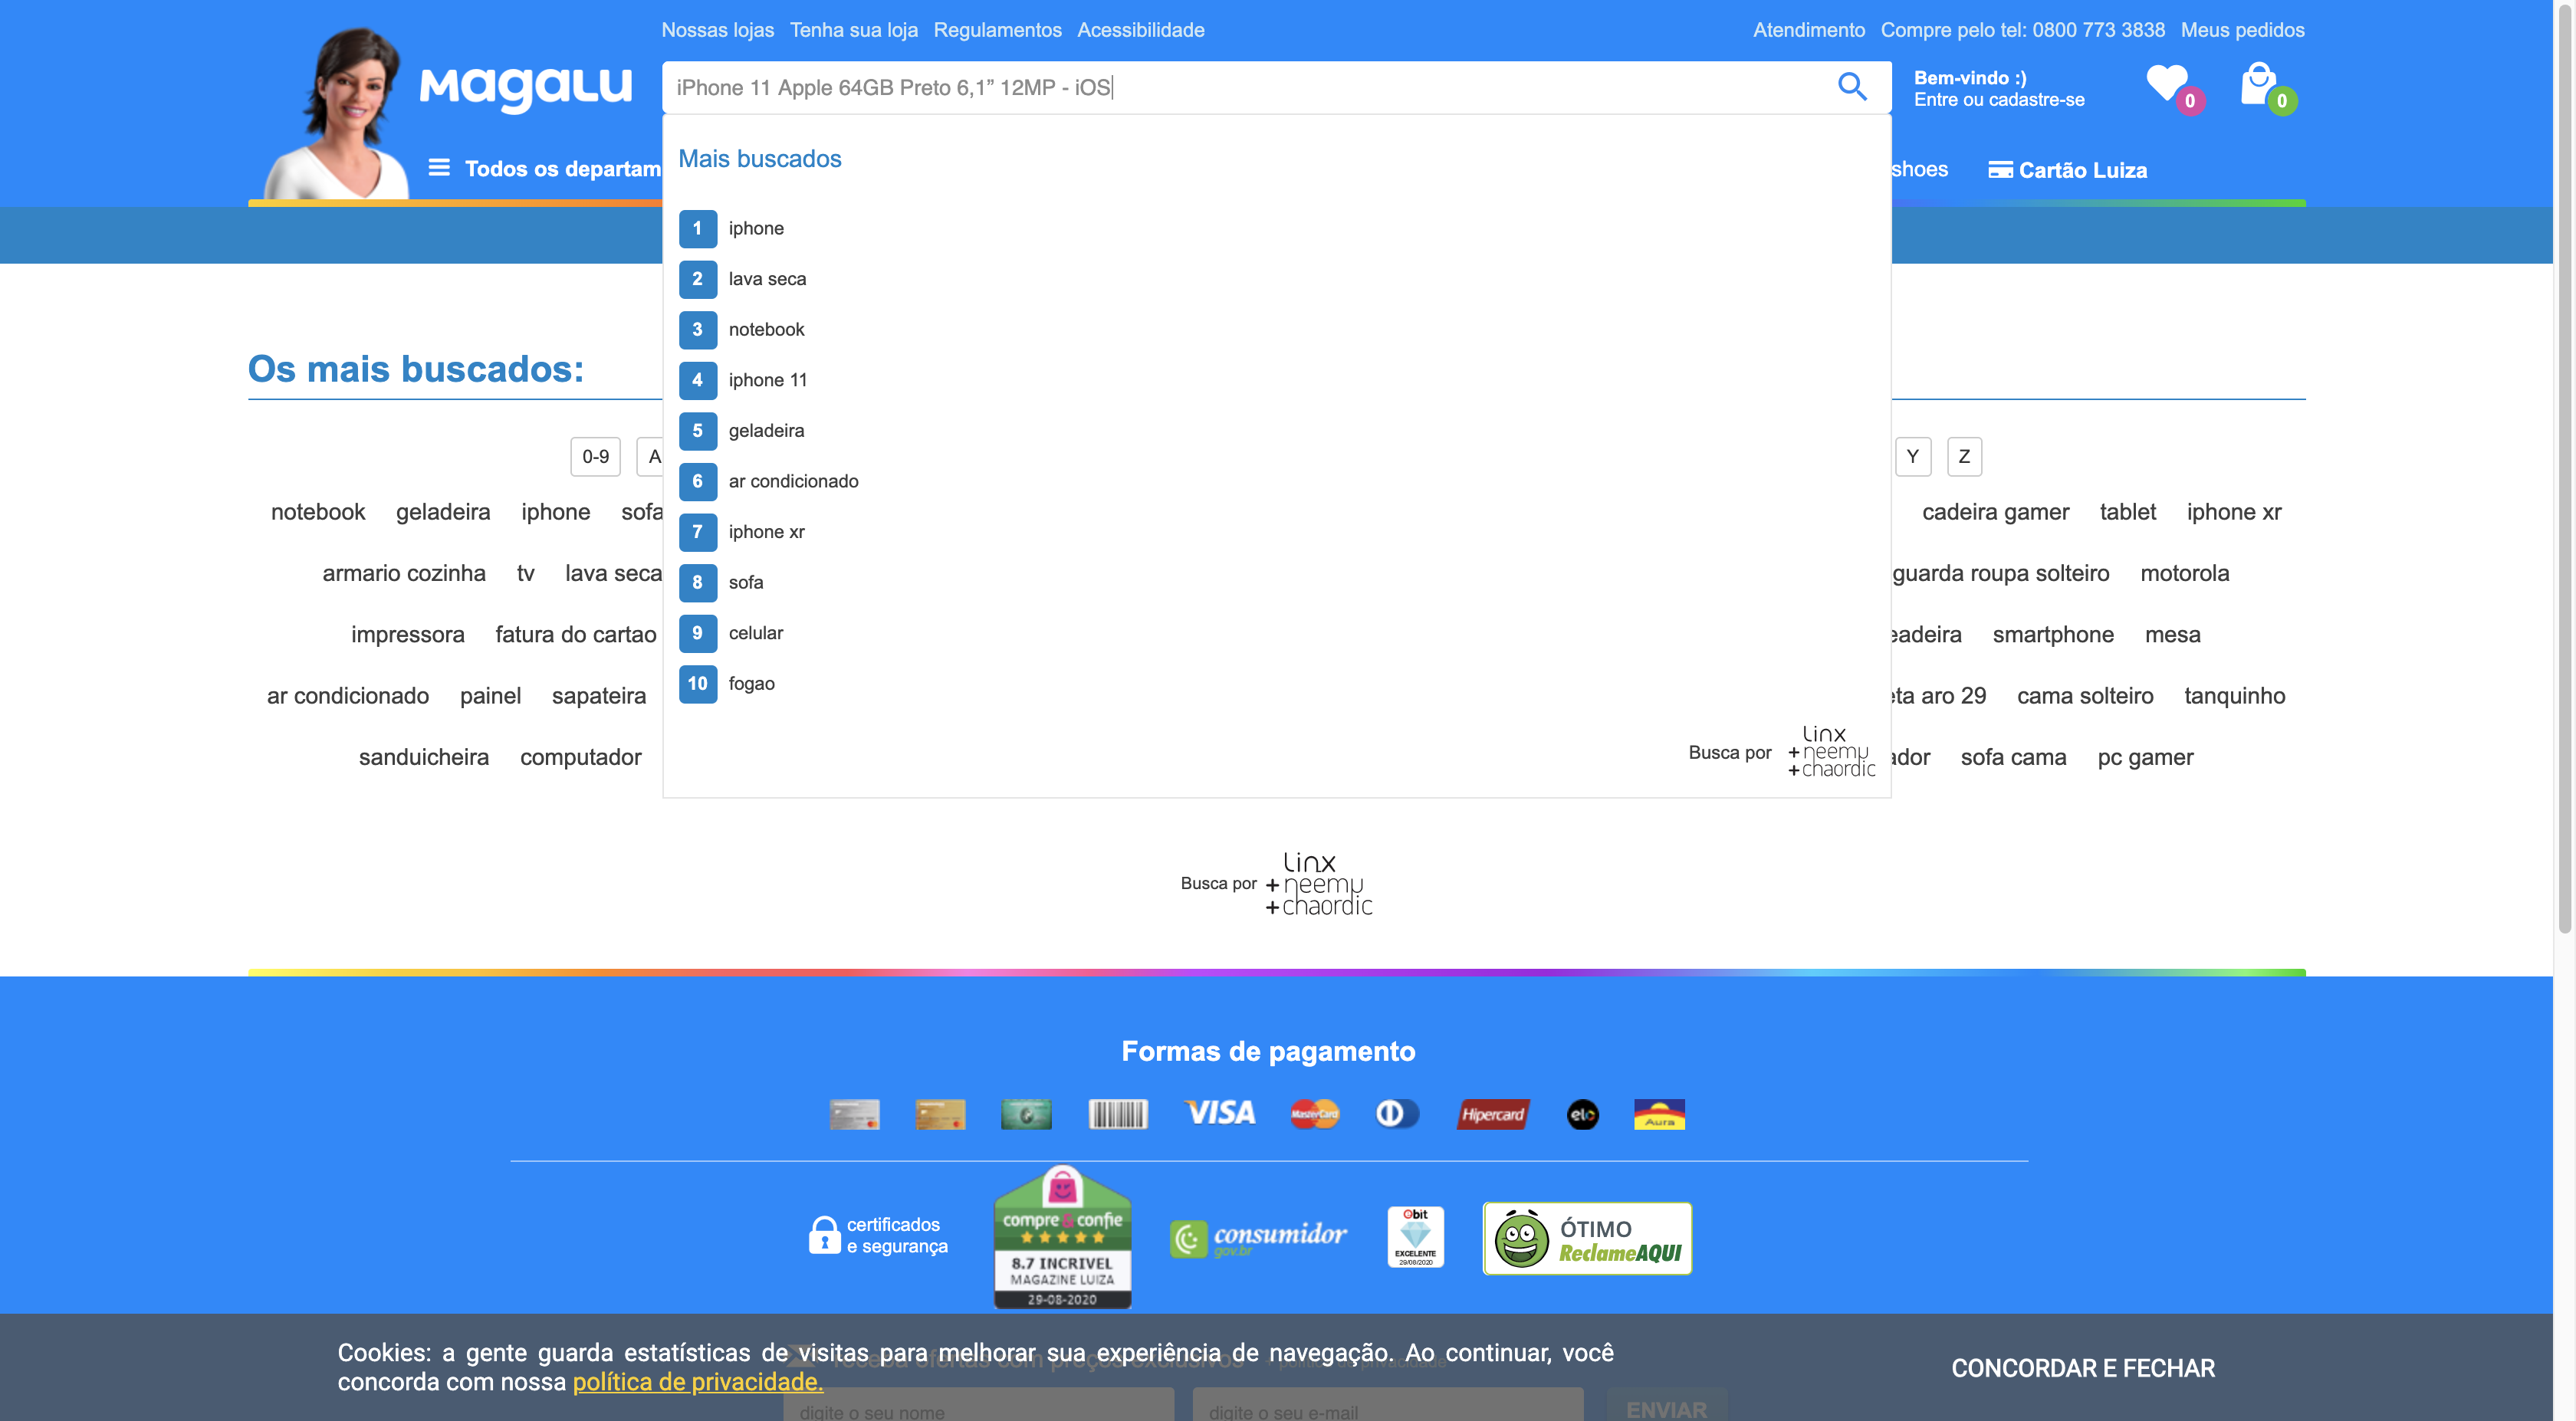 Nossas lojas Tenha sua loja Regulamentos Acessibilidade
Atendimento Compre pelo tel: 0800 773 3838 Meus pedidos
MagaLu
iPhone 11 Apple 64GB Preto 6,1” 12MP - iOS
Bem-vindo :)
Entre ou cadastre-se
0
0
Todos os departam
shoes
Cartão Luiza
Mais buscados
1 iphone
2 lava seca
3 notebook
4 iphone 11
5 geladeira
6 ar condicionado
7 iphone xr
8 sofa
9 celular
10 fogao
Busca por linx
+neemu
+chaordic
Os mais buscados:
0-9 A
Y Z
notebook geladeira iphone sofa
cadeira gamer tablet iphone xr
armario cozinha tv lava seca
guarda roupa solteiro motorola
impressora fatura do cartao
eadeira smartphone mesa
ar condicionado painel sapateira
eta aro 29 cama solteiro tanquinho
sanduicheira computador
ador sofa cama pc gamer
Busca por linx
+neemu
+chaordic
Formas de pagamento
VISA MasterCard Hipercard elo Aura
certificados
e segurança
compre & confie
8.7 INCRIVEL
MAGAZINE LUIZA
29-08-2020
consumidor
gov.br
ebit
EXCELENTE
29/08/2020
ÓTIMO
ReclameAQUI
Cookies: a gente guarda estatísticas de visitas para melhorar sua experiência de navegação. Ao continuar, você
concorda com nossa política de privacidade.
CONCORDAR E FECHAR
digite o seu nome
digite o seu e-mail
ENVIAR